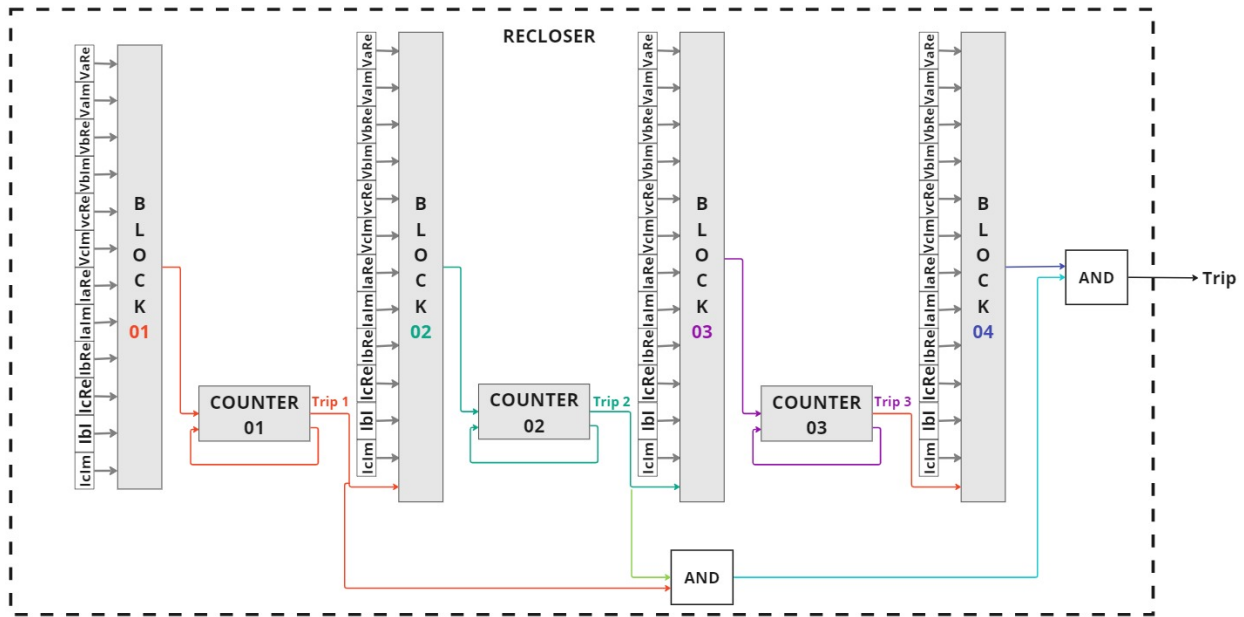 RECLOSER
VaRe
VaIm
VbRe
VbIm
vcRe
VcIm
IaRe
IaIm
IbRe
IcRe
IbI
IcIm
B
L
O
C
K
01
COUNTER
01
Trip 1
VaRe
VaIm
VbRe
VbIm
vcRe
VcIm
IaRe
IaIm
IbRe
IcRe
IbI
IcIm
B
L
O
C
K
02
COUNTER
02
Trip 2
VaRe
VaIm
VbRe
VbIm
vcRe
VcIm
IaRe
IaIm
IbRe
IcRe
IbI
IcIm
B
L
O
C
K
03
COUNTER
03
Trip 3
VaRe
VaIm
VbRe
VbIm
vcRe
VcIm
IaRe
IaIm
IbRe
IcRe
IbI
IcIm
B
L
O
C
K
04
AND
Trip
AND